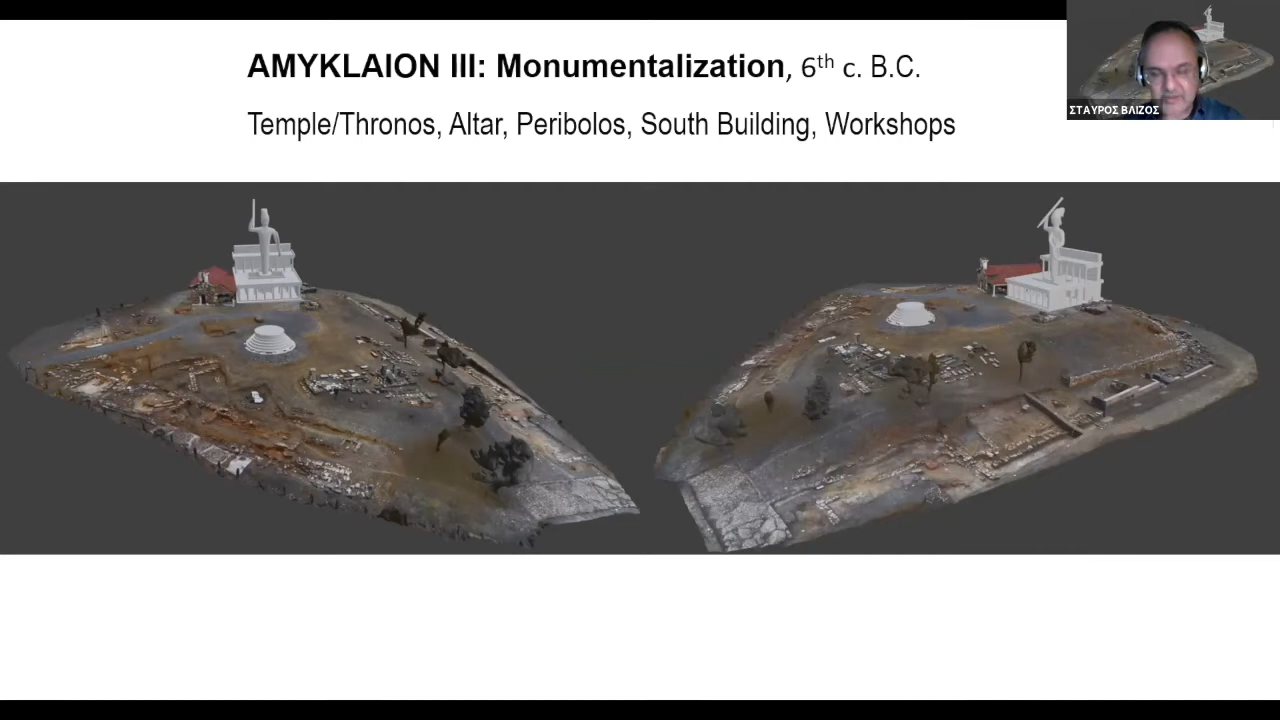 AMYKLAION III: Monumentalization, 6th c. B.C.
Temple/Thronos, Altar, Peribolos, South Building, Workshops
ΣΤΑΥΡΟΣ ΒΛΙΖΟΣ